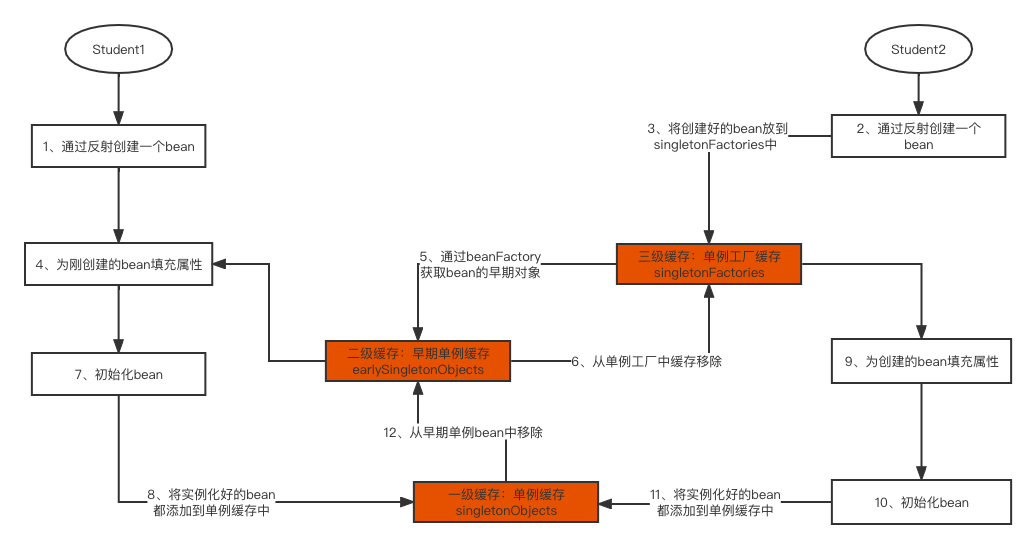 Student1
Student2
1、通过反射创建一个bean
3、将创建好的bean放到
singletonFactories中
2、通过反射创建一个
bean
4、为刚创建的bean填充属性
5、通过beanFactory
获取bean的早期对象
三级缓存：单例工厂缓存
singletonFactories
7、初始化bean
二级缓存：早期单例缓存
earlySingletonObjects
6、从单例工厂中缓存移除
9、为创建的bean填充属性
12、从早期单例bean中移除
8、将实例化好的bean
都添加到单例缓存中
一级缓存：单例缓存
singletonObjects
11、将实例化好的bean
都添加到单例缓存中
10、初始化bean